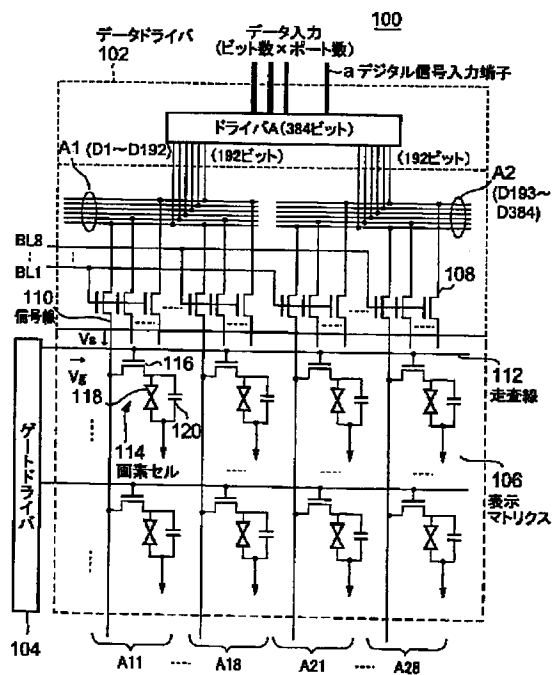 100
データドライバ
102
データ入力
(ビット数×ポート数)
aデジタル信号入力端子
ドライバA(384ビット)
A1(D1~D192)
(192ビット)
(192ビット)
A2
(D193~
D384)
BL8
BL1
108
110
信号線
Vs
Vg
116
112
走査線
118
120
114
画素セル
106
表示
マトリクス
ゲートドライバ
104
A11
A18
A21
A28